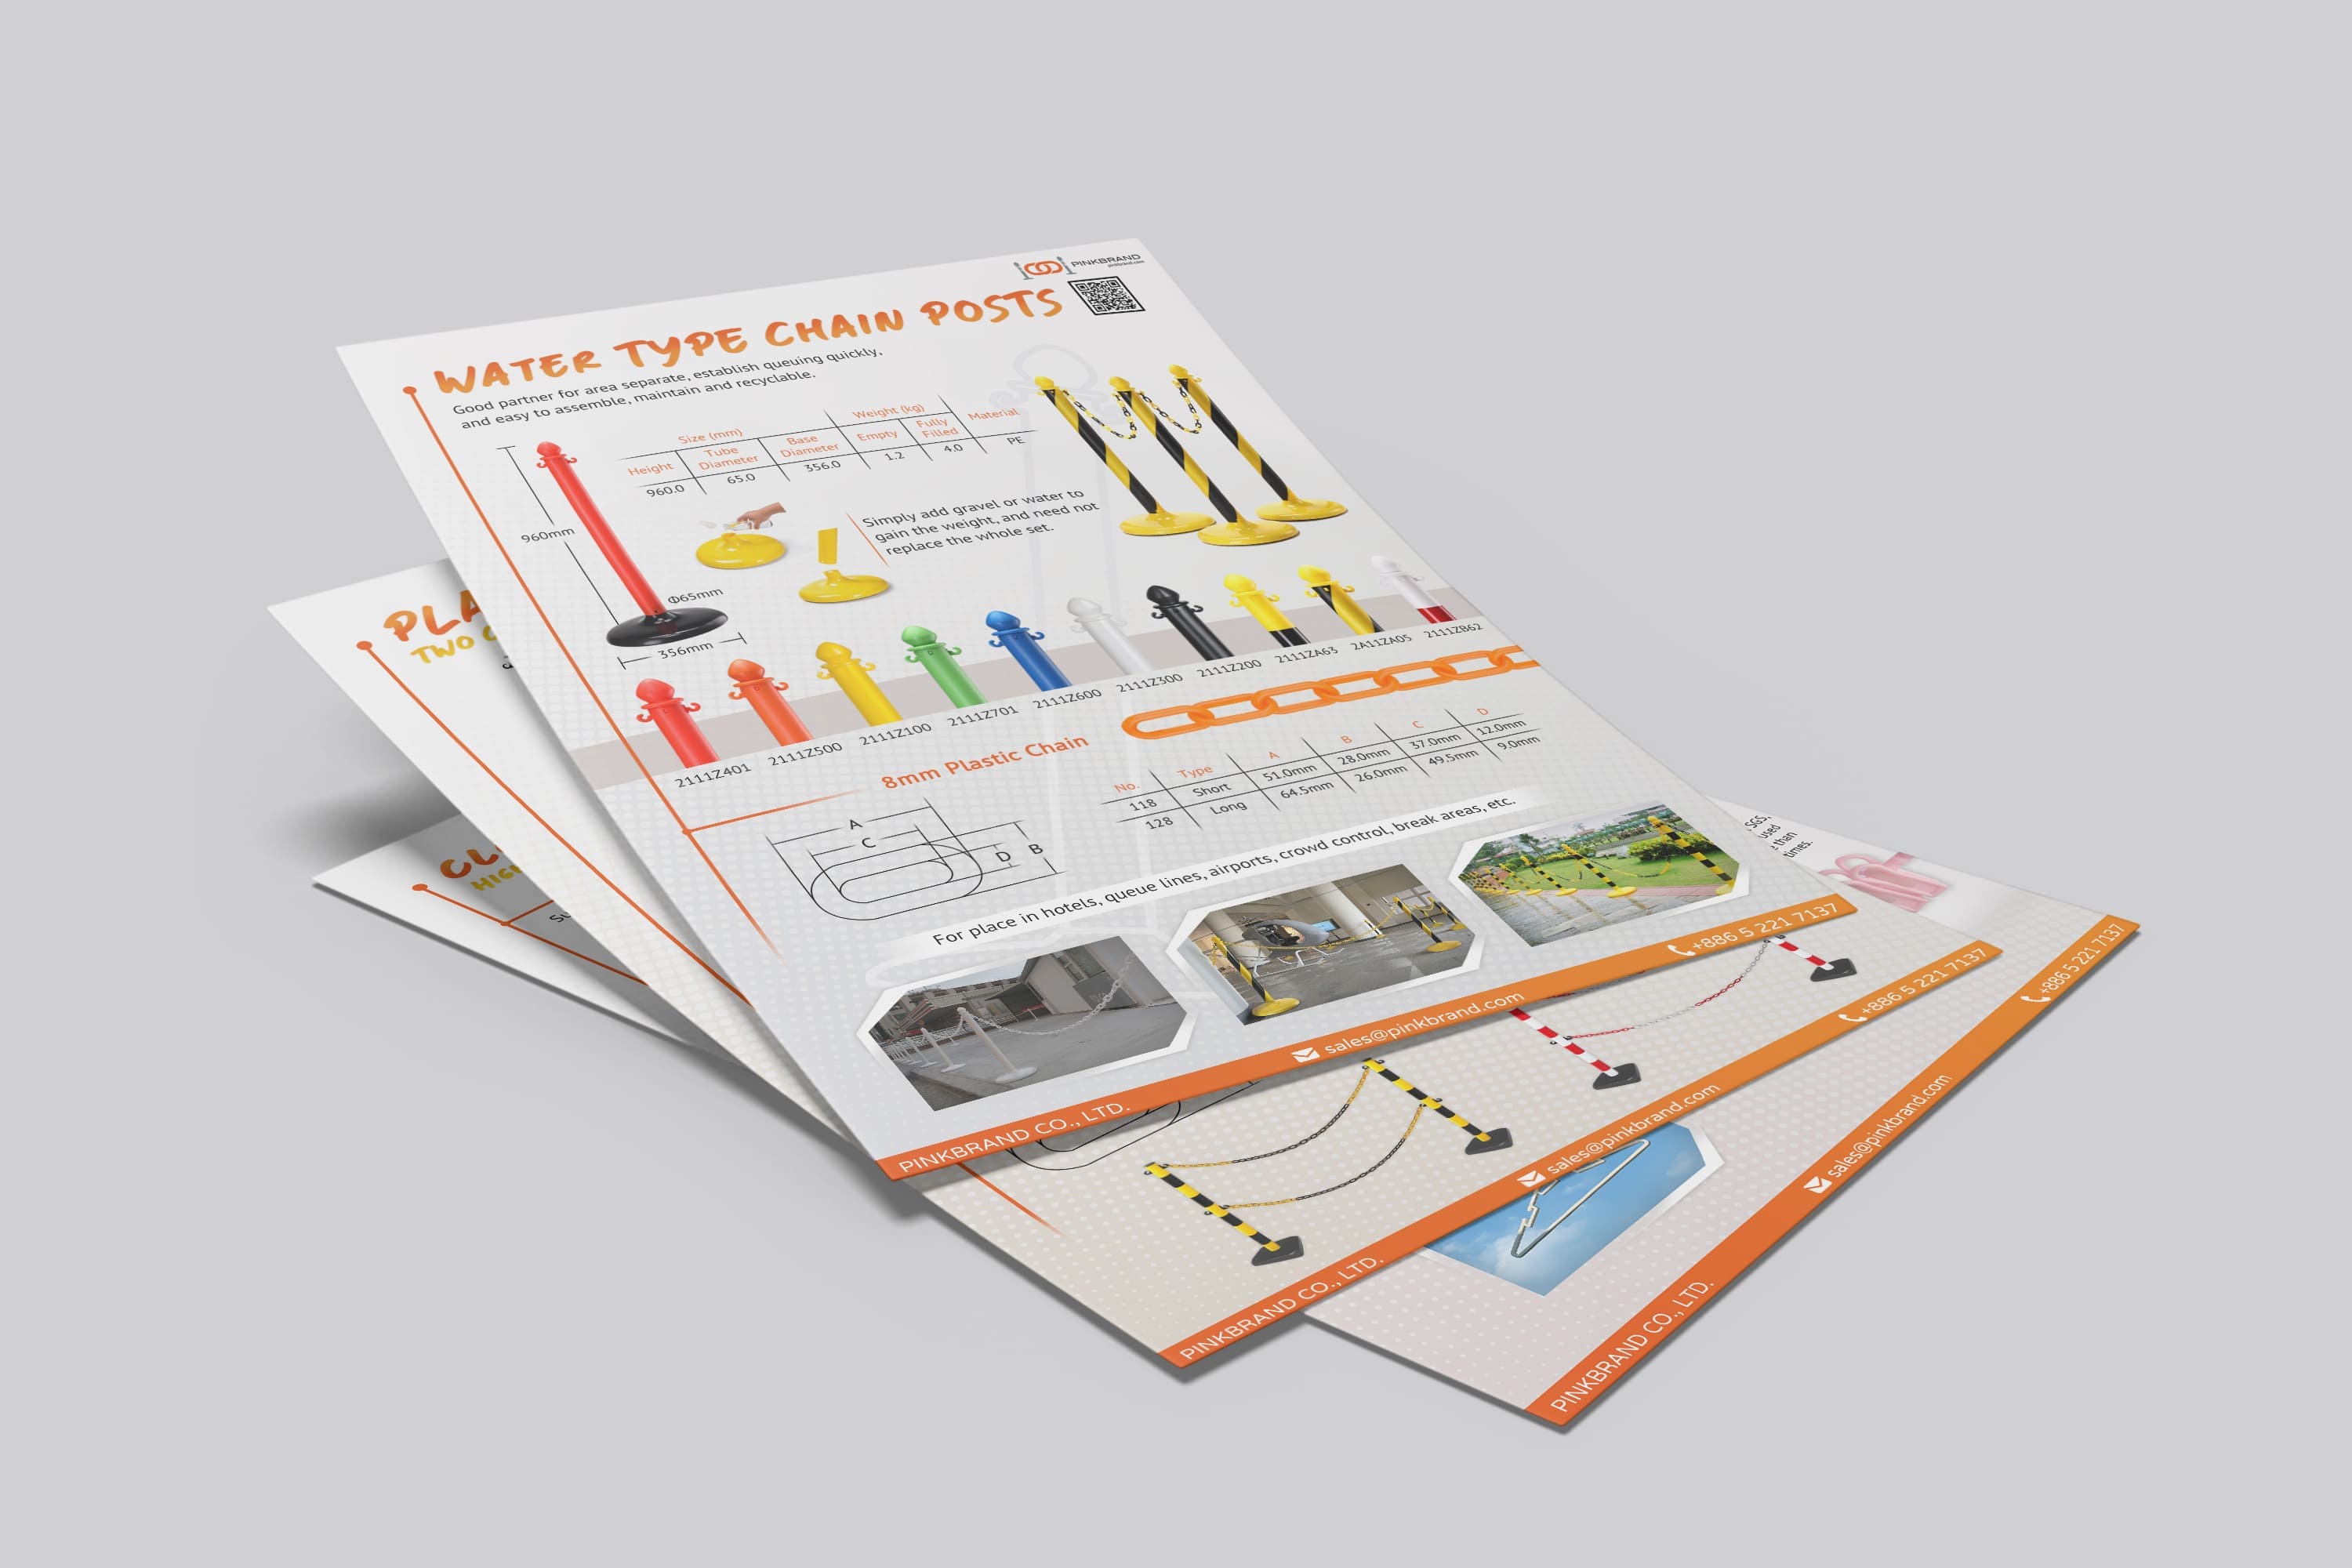 PINKBRAND
pinkbrand.com
WATER TYPE CHAIN POSTS
Good partner for area separate, establish queuing quickly,
and easy to assemble, maintain and recyclable.
Size (mm) Weight (kg) Material
Height Tube Diameter Base Diameter Empty Fully Filled
960.0 65.0 356.0 1.2 4.0 PE
960mm
Φ65mm
356mm
Simply add gravel or water to
gain the weight, and need not
replace the whole set.
2111Z401 2111Z500 2111Z100 2111Z701 2111Z600 2111Z300 2111Z200 2111ZA63 2A11ZA05 2111ZB62
8mm Plastic Chain
No. Type A B C D
118 Short 51.0mm 28.0mm 37.0mm 12.0mm
128 Long 64.5mm 26.0mm 49.5mm 9.0mm
A
C
D
B
For place in hotels, queue lines, airports, crowd control, break areas, etc.
PINKBRAND CO., LTD. sales@pinkbrand.com +886 5 221 7137
TWO
PINKBRAND CO., LTD. sales@pinkbrand.com +886 5 221 7137
SGS,
than
times.
PINKBRAND CO., LTD. sales@pinkbrand.com +886 5 221 7137